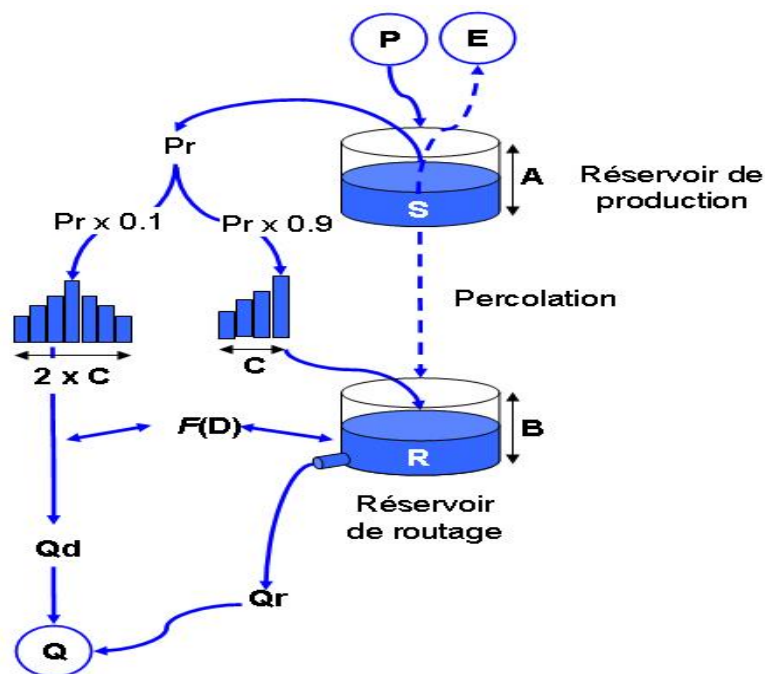 P
E
Pr
A
Réservoir de
production
S
Pr x 0.1
Pr x 0.9
Percolation
C
2 x C
F(D)
B
R
Réservoir
de routage
Qd
Qr
Q